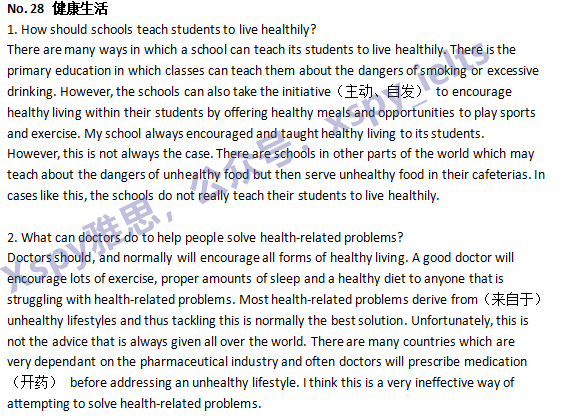 No. 28 健康生活
1. How should schools teach students to live healthily?
There are many ways in which a school can teach its students to live healthily. There is the
primary education in which classes can teach them about the dangers of smoking or excessive
drinking. However, the schools can also take the initiative（主动、自发） to encourage
healthy living within their students by offering healthy meals and opportunities to play sports
and exercise. My school always encouraged and taught healthy living to its students.
However, this is not always the case. There are schools in other parts of the world which may
teach about the dangers of unhealthy food but then serve unhealthy food in their cafeterias. In
cases like this, the schools do not really teach their students to live healthily.
2. What can doctors do to help people solve health-related problems?
Doctors should, and normally will encourage all forms of healthy living. A good doctor will
encourage lots of exercise, proper amounts of sleep and a healthy diet to anyone that is
struggling with health-related problems. Most health-related problems derive from（来自于）
unhealthy lifestyles and thus tackling this is normally the best solution. Unfortunately, this is
not the advice that is always given all over the world. There are many countries which are
very dependant on the pharmaceutical industry and often doctors will prescribe medication
（开药） before addressing an unhealthy lifestyle. I think this is a very ineffective way of
attempting to solve health-related problems.
Xspy雅思，公众号：xspy_ielts